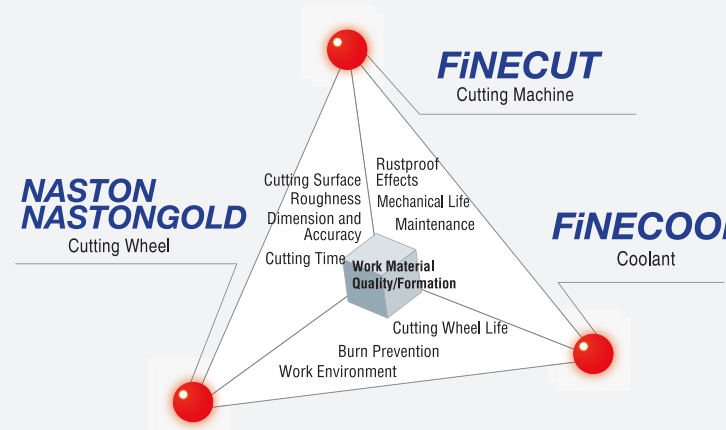 FiNECUT
Cutting Machine
Rustproof
Effects
Mechanical Life
Maintenance
Cutting Surface
Roughness
Dimension and
Accuracy
Cutting Time
NASTON
NASTONGOLD
Cutting Wheel
FiNECOOL
Coolant
Work Material
Quality/Formation
Cutting Wheel Life
Burn Prevention
Work Environment